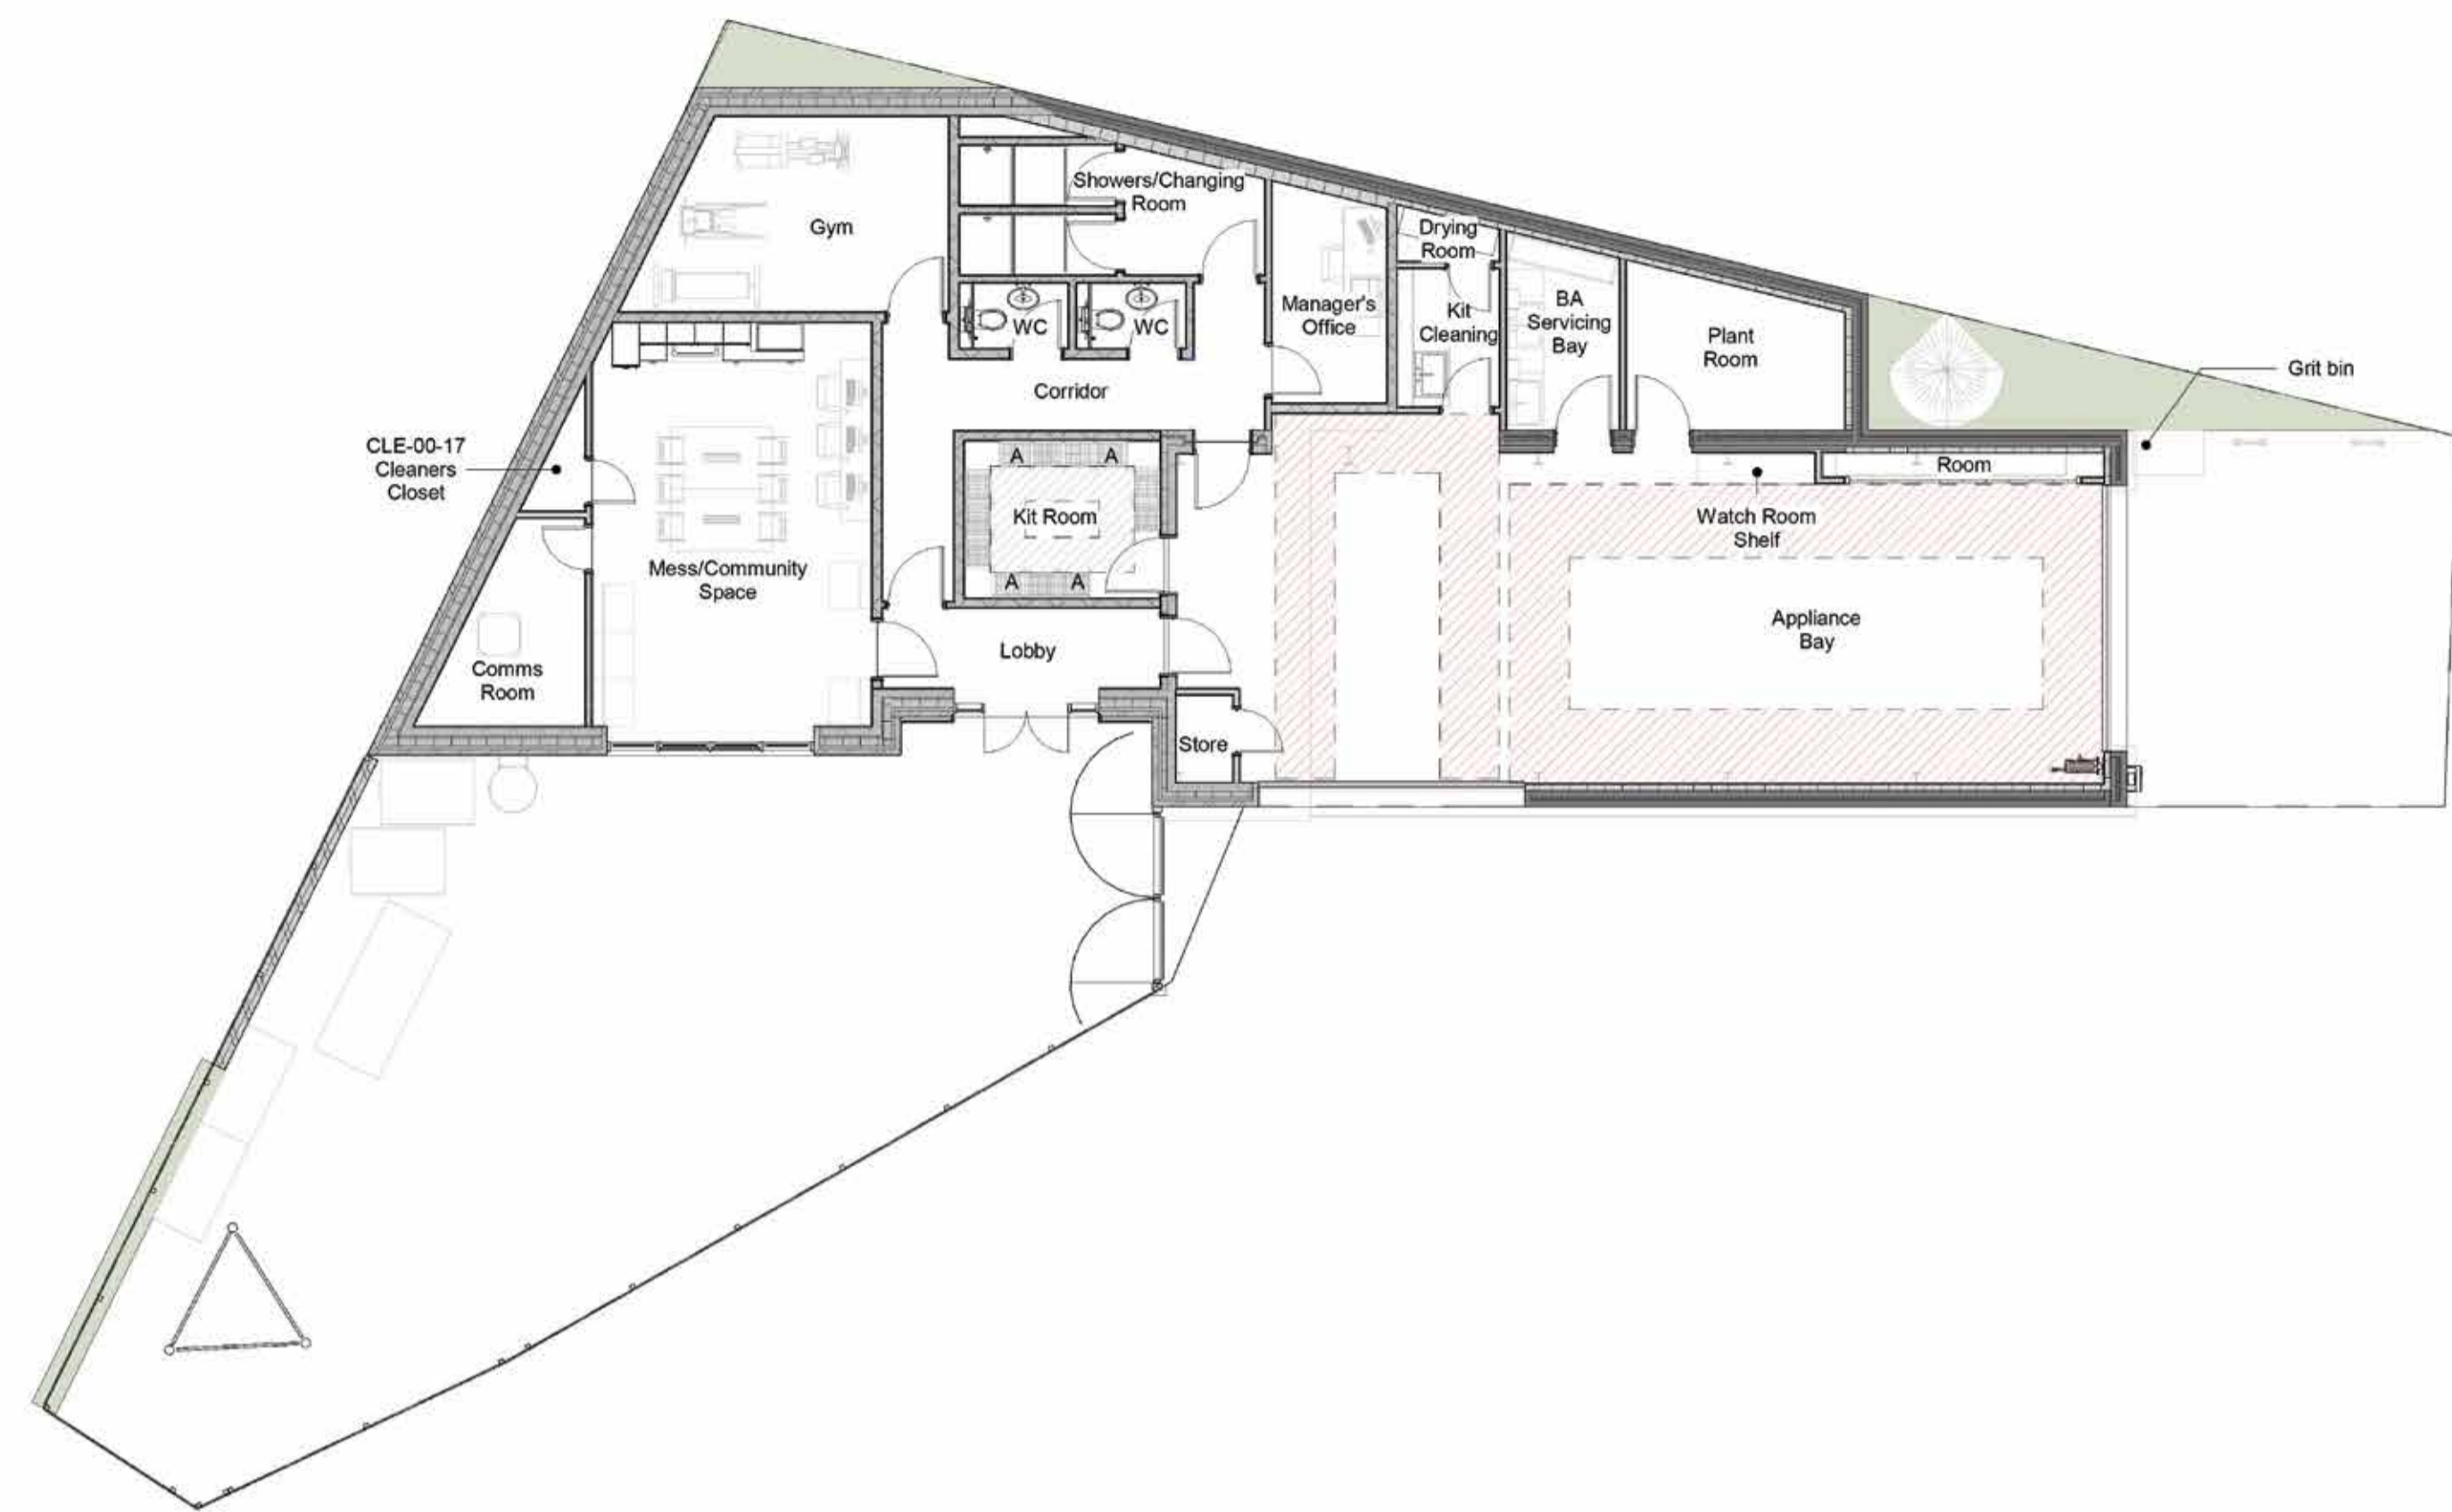 Showers/Changing
Room
Gym
Drying
Room
Manager's
Office
WC
WC
Kit
Cleaning
BA
Servicing
Bay
Plant
Room
Grit bin
Corridor
CLE-00-17
Cleaners
Closet
A
A
Room
Kit Room
Watch Room
Shelf
Mess/Community
Space
A
A
Appliance
Bay
Lobby
Comms
Room
Store